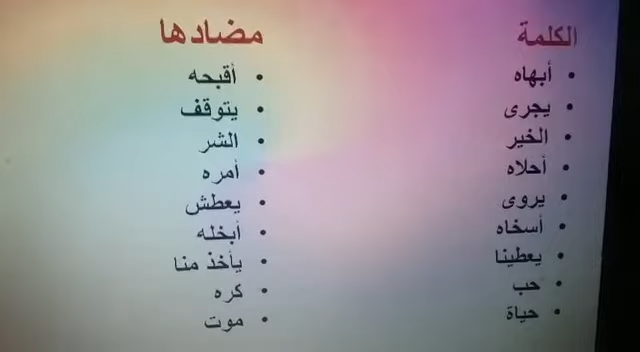 الكلمة مضادها
أبهاه أقبحه
يجرى يتوقف
الخير الشر
أحلاه أمره
يروى يعطش
أسخاه أبخله
يعطينا يأخذ منا
حب كره
حياة موت